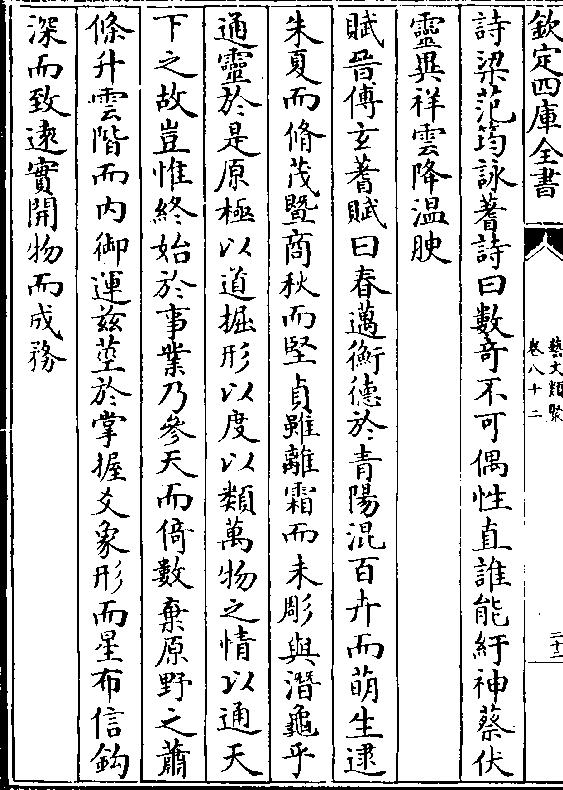 欽定四庫全書
藝文類聚
卷八十二
二十二
詩梁范筠詠蓍詩曰數奇不可偶性直誰能紆神蔡伏
靈異祥雲降温腴
賦晉傅玄蓍賦曰春邁衡德於青陽混百卉而萌生逮
朱夏而脩茂暨商秋而堅貞雖離霜而未彫與潛龜乎
通靈於是原極以道掘形以度以類萬物之情以通天
下之故豈惟終始於事業乃參天而倚數棄原野之蕭
條升雲階而内御運兹莖於掌握爻象形而星布信鈎
深而致遠實開物而成務